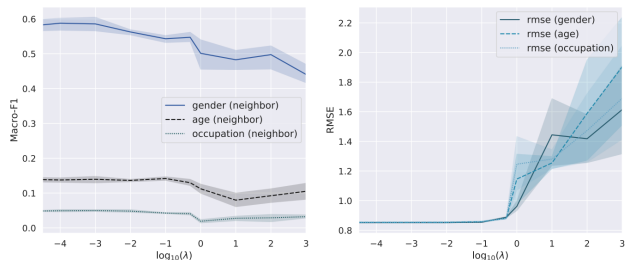 0.6
0.5
0.4
0.3
0.2
0.1
0.0
Macro-F1
gender (neighbor)
age (neighbor)
occupation (neighbor)
−4 −3 −2 −1 0 1 2 3
log₁₀(λ)
2.2
2.0
1.8
1.6
1.4
1.2
1.0
0.8
RMSE
rmse (gender)
rmse (age)
rmse (occupation)
−4 −3 −2 −1 0 1 2 3
log₁₀(λ)